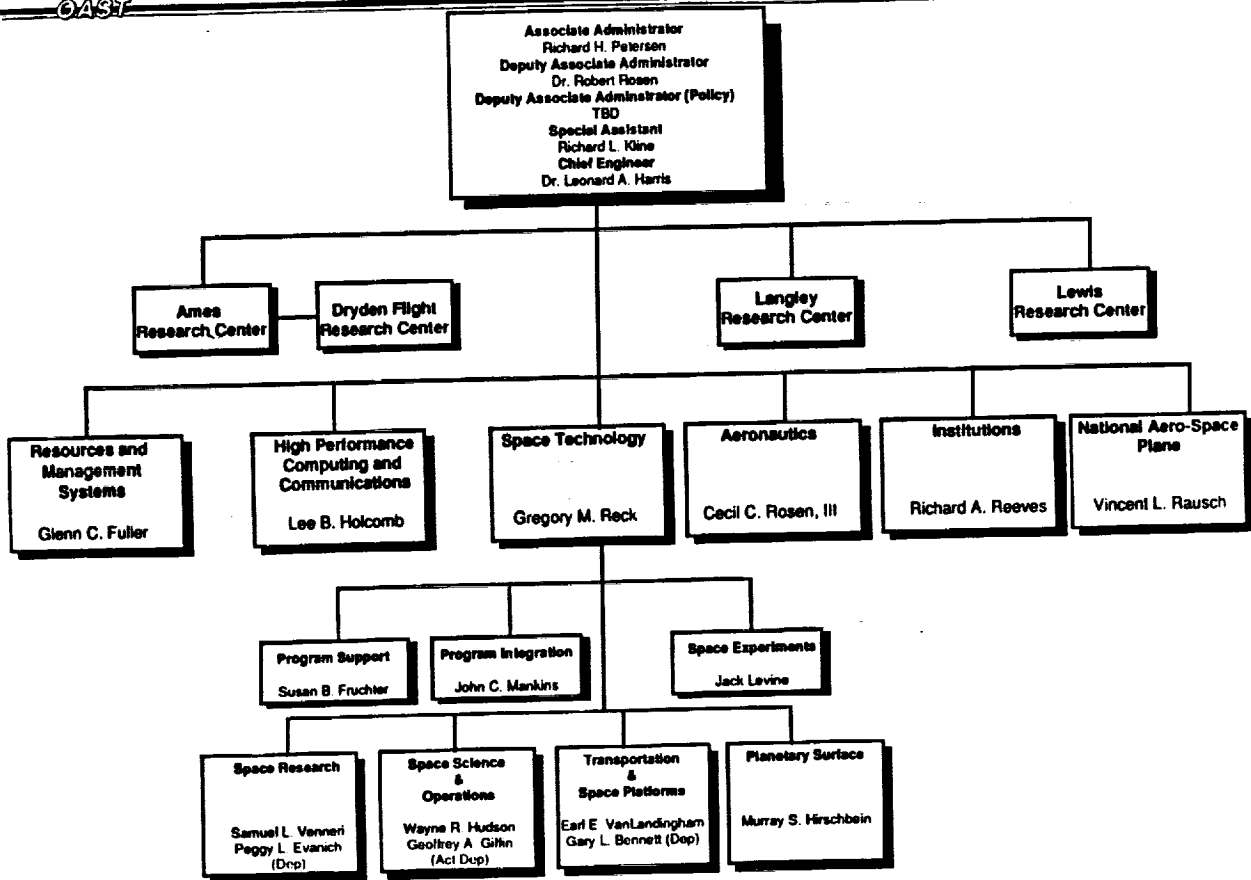 OAST
Associate Administrator
Richard H. Petersen
Deputy Associate Administrator
Dr. Robert Rosen
Deputy Associate Adminstrator (Policy)
TBD
Special Assistant
Richard L. Kline
Chief Engineer
Dr. Leonard A. Harris
Ames
Research Center
Dryden Flight
Research Center
Langley
Research Center
Lewis
Research Center
Resources and
Management
Systems
Glenn C. Fuller
High Performance
Computing and
Communications
Lee B. Holcomb
Space Technology
Gregory M. Reck
Aeronautics
Cecil C. Rosen, III
Institutions
Richard A. Reeves
National Aero-Space
Plane
Vincent L. Rausch
Program Support
Susan B. Fruchter
Program Integration
John C. Mankins
Space Experiments
Jack Levine
Space Research
Samuel L. Venneri
Peggy L. Evanich
(Dep)
Space Science
&
Operations
Wayne R. Hudson
Geoffrey A. Giffin
(Act Dep)
Transportation
&
Space Platforms
Earl E. VanLandingham
Gary L. Bennett (Dep)
Planetary Surface
Murray S. Hirschbein